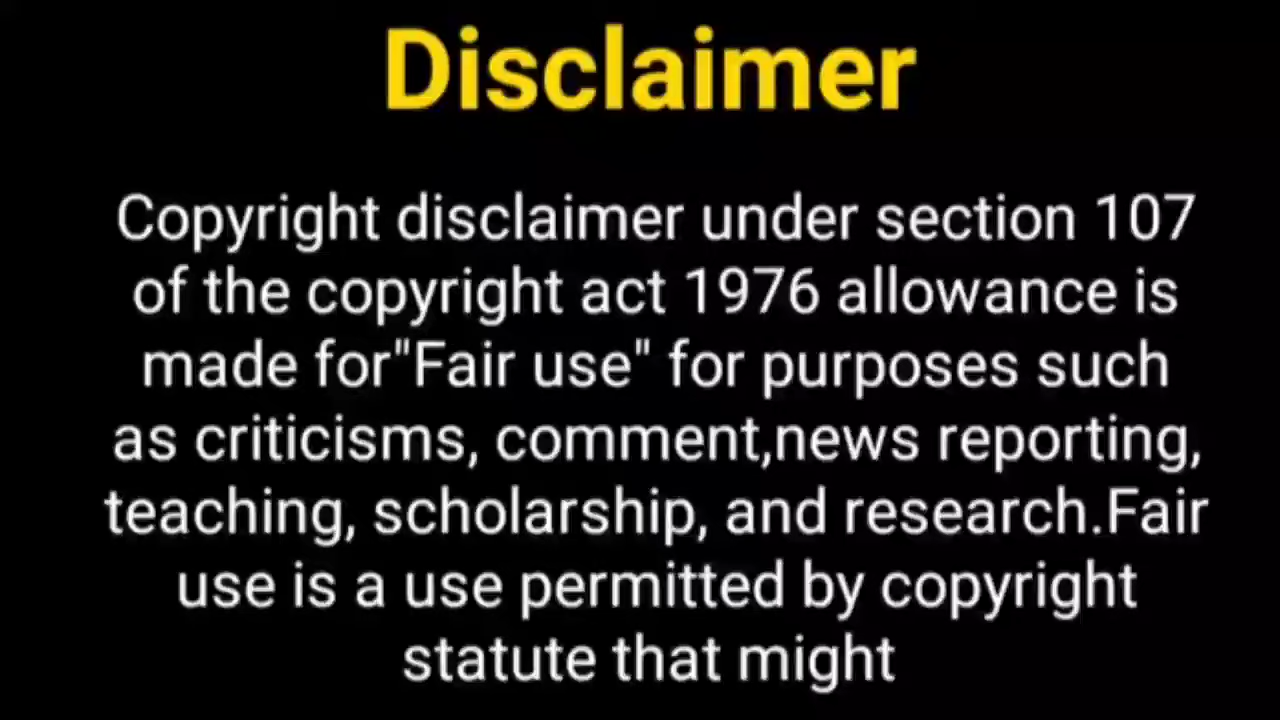 Disclaimer
Copyright disclaimer under section 107
of the copyright act 1976 allowance is
made for"Fair use" for purposes such
as criticisms, comment,news reporting,
teaching, scholarship, and research.Fair
use is a use permitted by copyright
statute that might